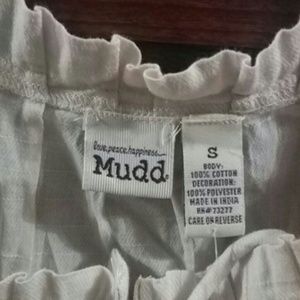 love, peace, happiness....
Mudd.
S
BODY:
100% COTTON
DECORATION:
100% POLYESTER
MADE IN INDIA
RN# 73277
CARE ON REVERSE